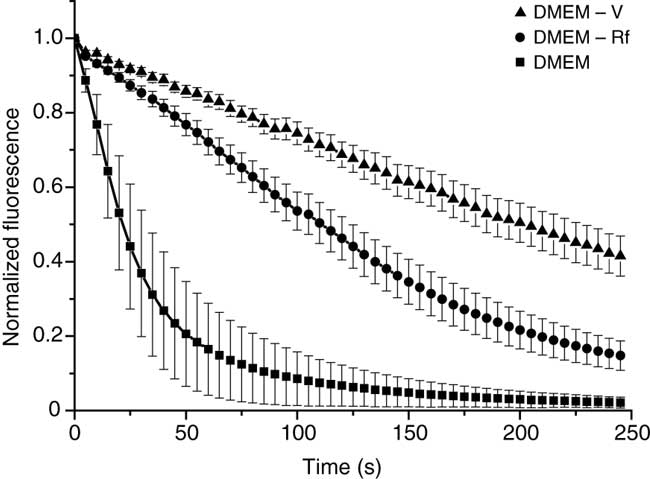 DMEM – V
DMEM – Rf
DMEM
1.0
0.8
0.6
0.4
0.2
0
Normalized fluorescence
0
50
100
150
200
250
Time (s)